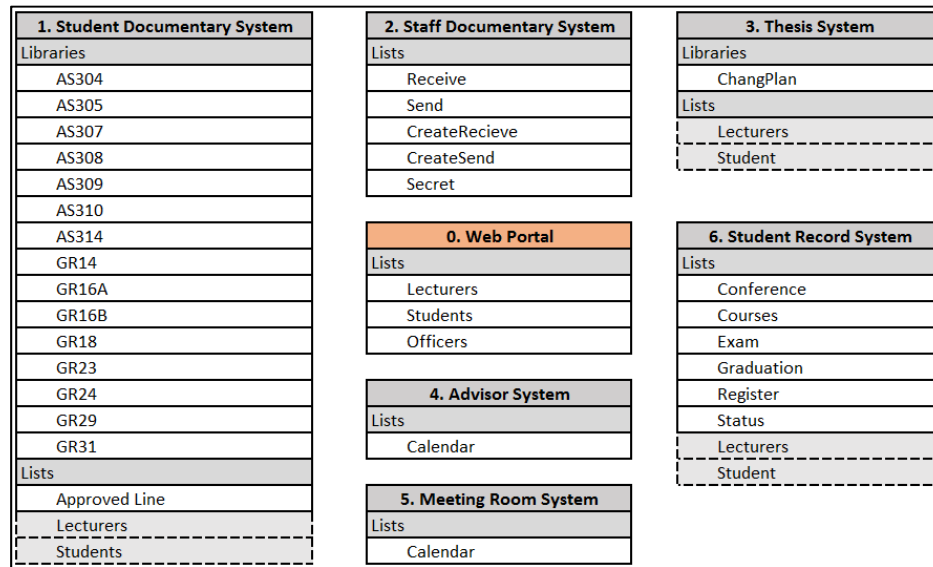 1. Student Documentary System
Libraries
AS304
AS305
AS307
AS308
AS309
AS310
AS314
GR14
GR16A
GR16B
GR18
GR23
GR24
GR29
GR31
Lists
Approved Line
Lecturers
Students
2. Staff Documentary System
Lists
Receive
Send
CreateRecieve
CreateSend
Secret
0. Web Portal
Lists
Lecturers
Students
Officers
4. Advisor System
Lists
Calendar
5. Meeting Room System
Lists
Calendar
3. Thesis System
Libraries
ChangPlan
Lists
Lecturers
Student
6. Student Record System
Lists
Conference
Courses
Exam
Graduation
Register
Status
Lecturers
Student